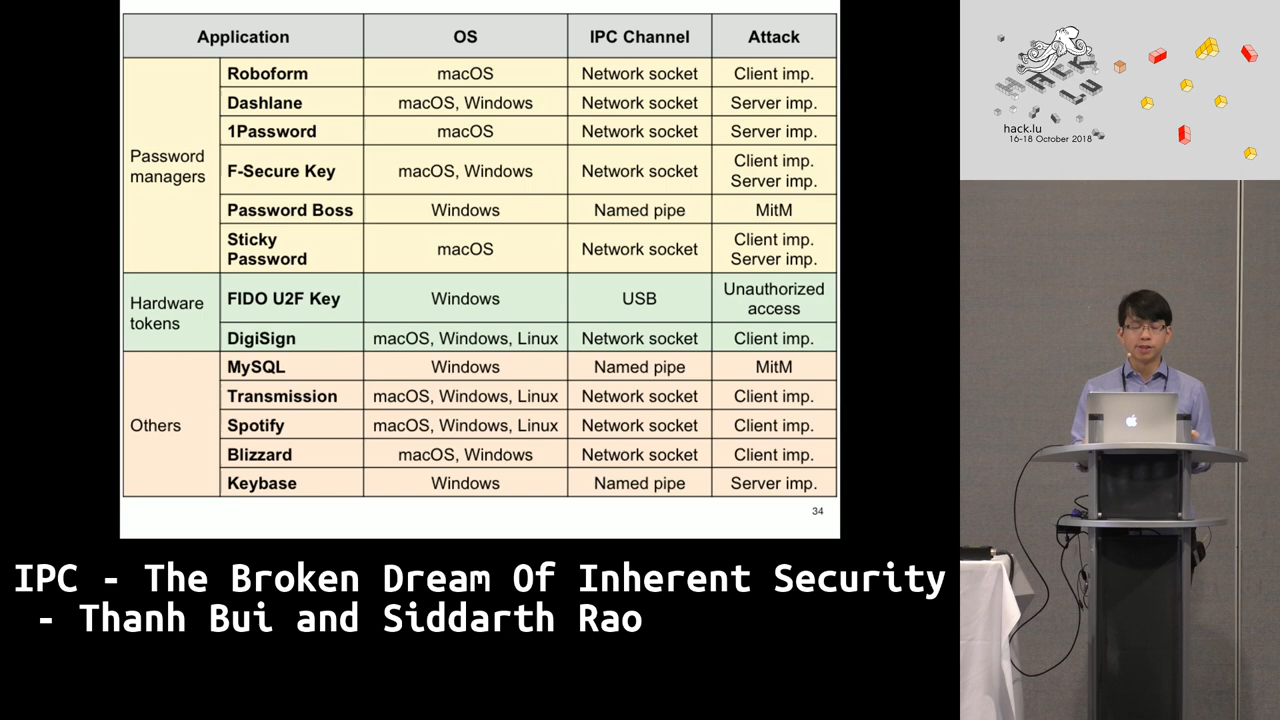 Application OS IPC Channel Attack
Password managers
Roboform macOS Network socket Client imp.
Dashlane macOS, Windows Network socket Server imp.
1Password macOS Network socket Server imp.
F-Secure Key macOS, Windows Network socket Client imp. Server imp.
Password Boss Windows Named pipe MitM
Sticky Password macOS Network socket Client imp. Server imp.
Hardware tokens
FIDO U2F Key Windows USB Unauthorized access
DigiSign macOS, Windows, Linux Network socket Client imp.
Others
MySQL Windows Named pipe MitM
Transmission macOS, Windows, Linux Network socket Client imp.
Spotify macOS, Windows, Linux Network socket Client imp.
Blizzard macOS, Windows Network socket Client imp.
Keybase Windows Named pipe Server imp.
34
IPC - The Broken Dream Of Inherent Security
- Thanh Bui and Siddarth Rao
HACK
LU
hack.lu
16-18 October 2018